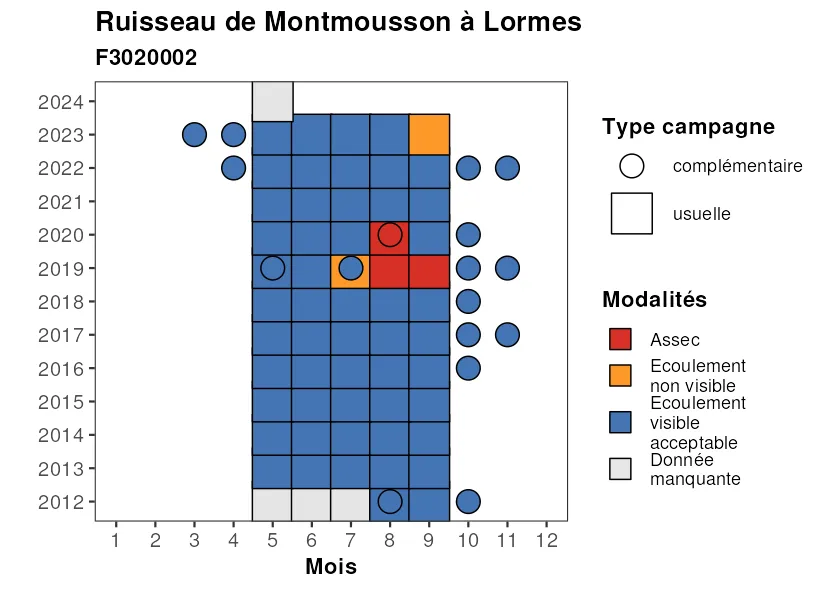 Ruisseau de Montmousson à Lormes
F3020002
2024
2023
2022
2021
2020
2019
2018
2017
2016
2015
2014
2013
2012
1 2 3 4 5 6 7 8 9 10 11 12
Mois
Type campagne
complémentaire
usuelle
Modalités
Assec
Ecoulement
non visible
Ecoulement
visible
acceptable
Donnée
manquante